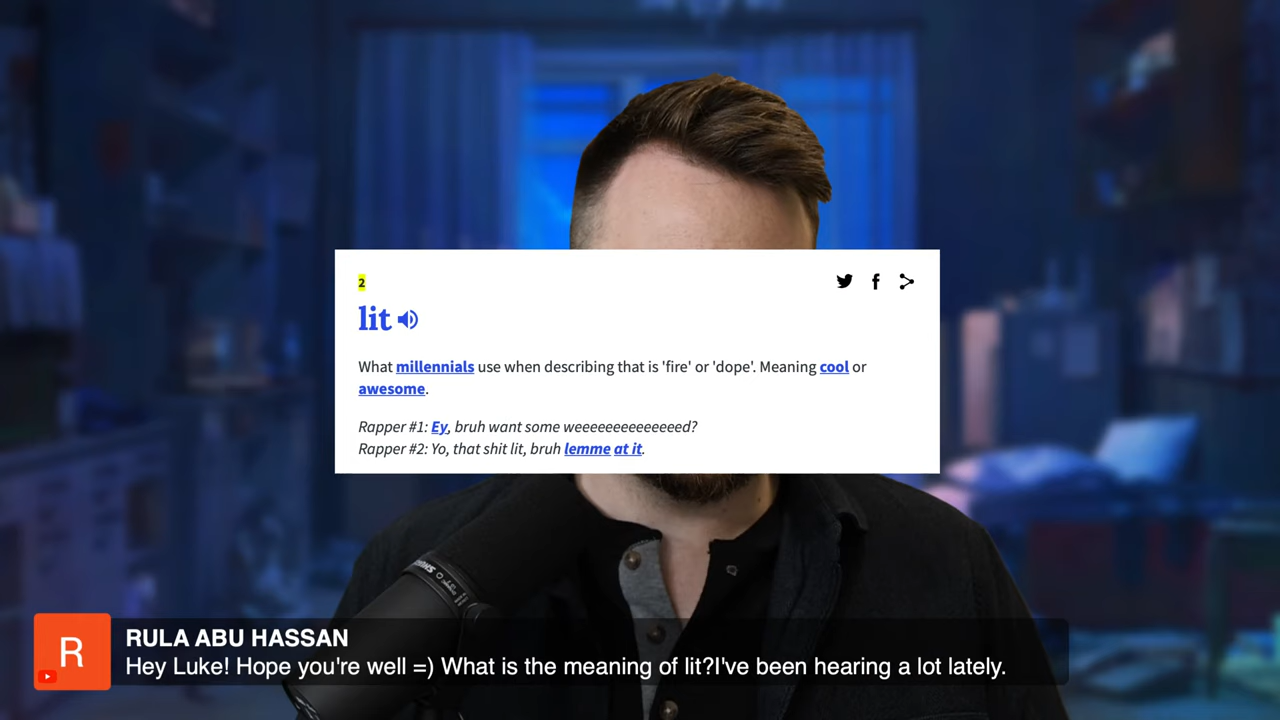 2
lit
What millennials use when describing that is 'fire' or 'dope'. Meaning cool or
awesome.
Rapper #1: Ey, bruh want some weeeeeeeeeeeeeed?
Rapper #2: Yo, that shit lit, bruh lemme at it.
R
RULA ABU HASSAN
Hey Luke! Hope you're well =) What is the meaning of lit?I've been hearing a lot lately.